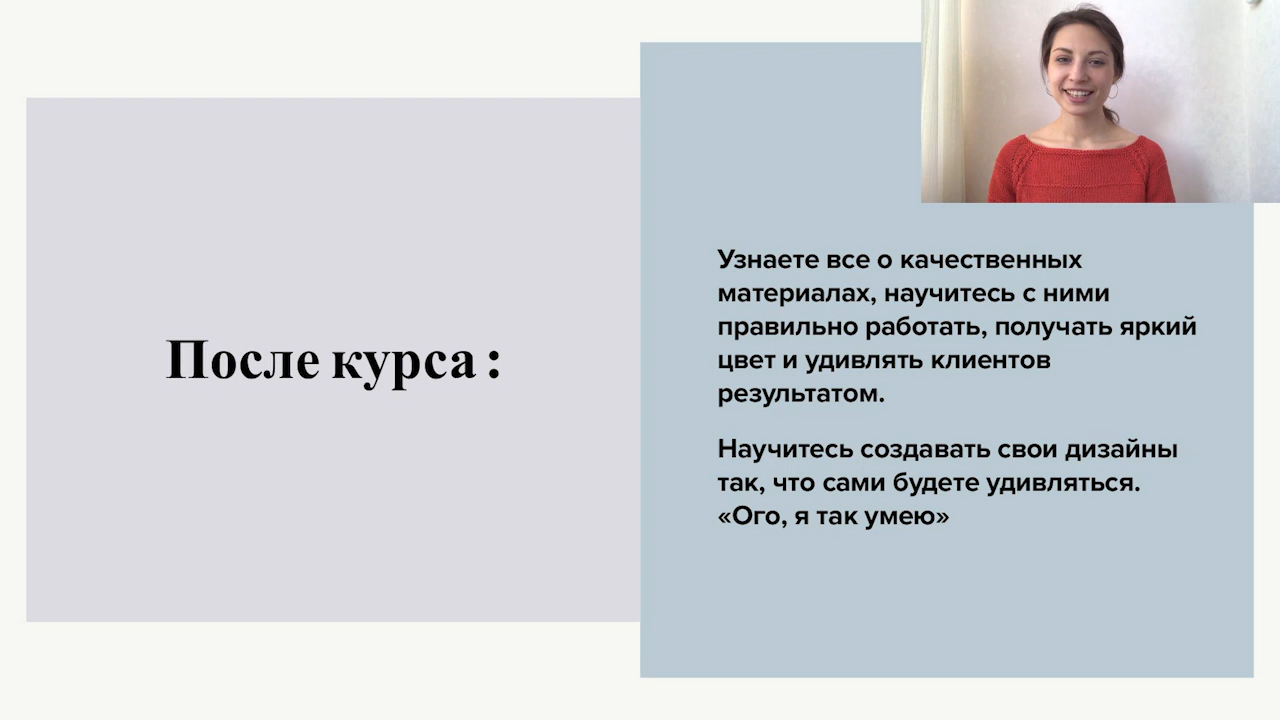 После курса :
Узнаете все о качественных
материалах, научитесь с ними
правильно работать, получать яркий
цвет и удивлять клиентов
результатом.
Научитесь создавать свои дизайны
так, что сами будете удивляться.
«Ого, я так умею»